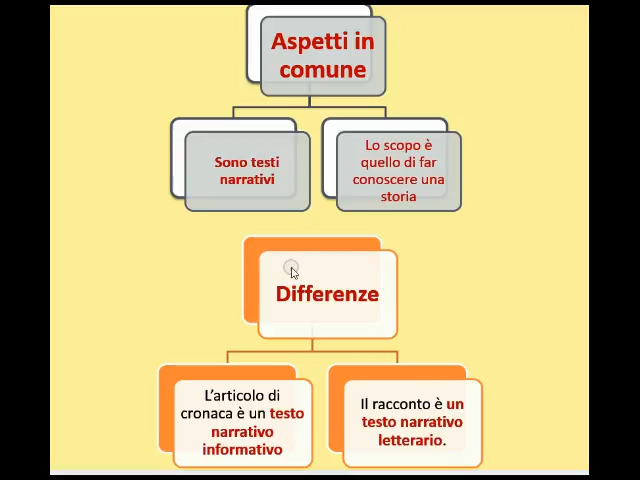 Aspetti in
comune
Sono testi
narrativi
Lo scopo è
quello di far
conoscere una
storia
Differenze
L’articolo di
cronaca è un testo
narrativo
informativo
Il racconto è un
testo narrativo
letterario.